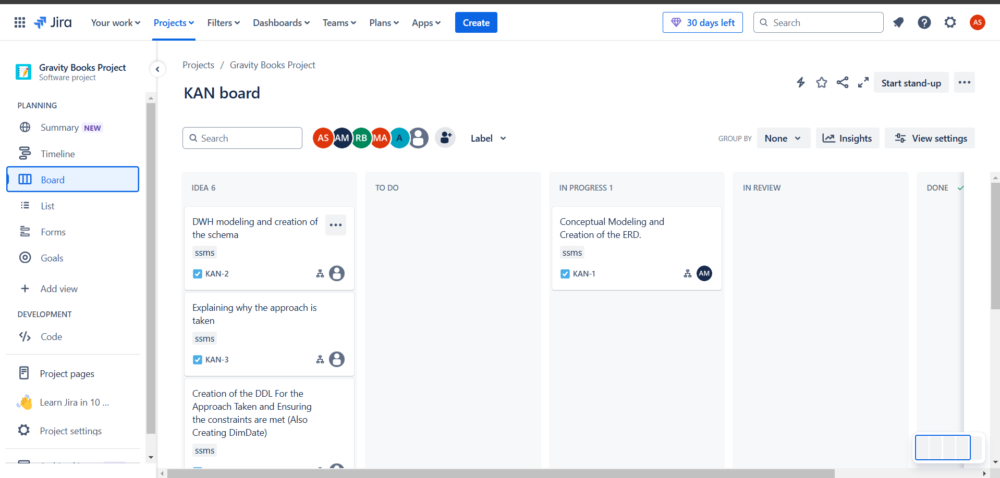 Jira
Your work
Projects
Filters
Dashboards
Teams
Plans
Apps
Create
30 days left
Search
AS
Gravity Books Project
Software project
PLANNING
Summary NEW
Timeline
Board
List
Forms
Goals
Add view
DEVELOPMENT
Code
Project pages
Learn Jira in 10 ...
Project settings
Projects / Gravity Books Project
KAN board
Start stand-up
Search
AS AM RB MA A
Label
GROUP BY
None
Insights
View settings
IDEA 6
DWH modeling and creation of
the schema
ssms
KAN-2
Explaining why the approach is
taken
ssms
KAN-3
Creation of the DDL For the
Approach Taken and Ensuring
the constraints are met (Also
Creating DimDate)
ssms
TO DO
IN PROGRESS 1
Conceptual Modeling and
Creation of the ERD.
ssms
KAN-1
AM
IN REVIEW
DONE